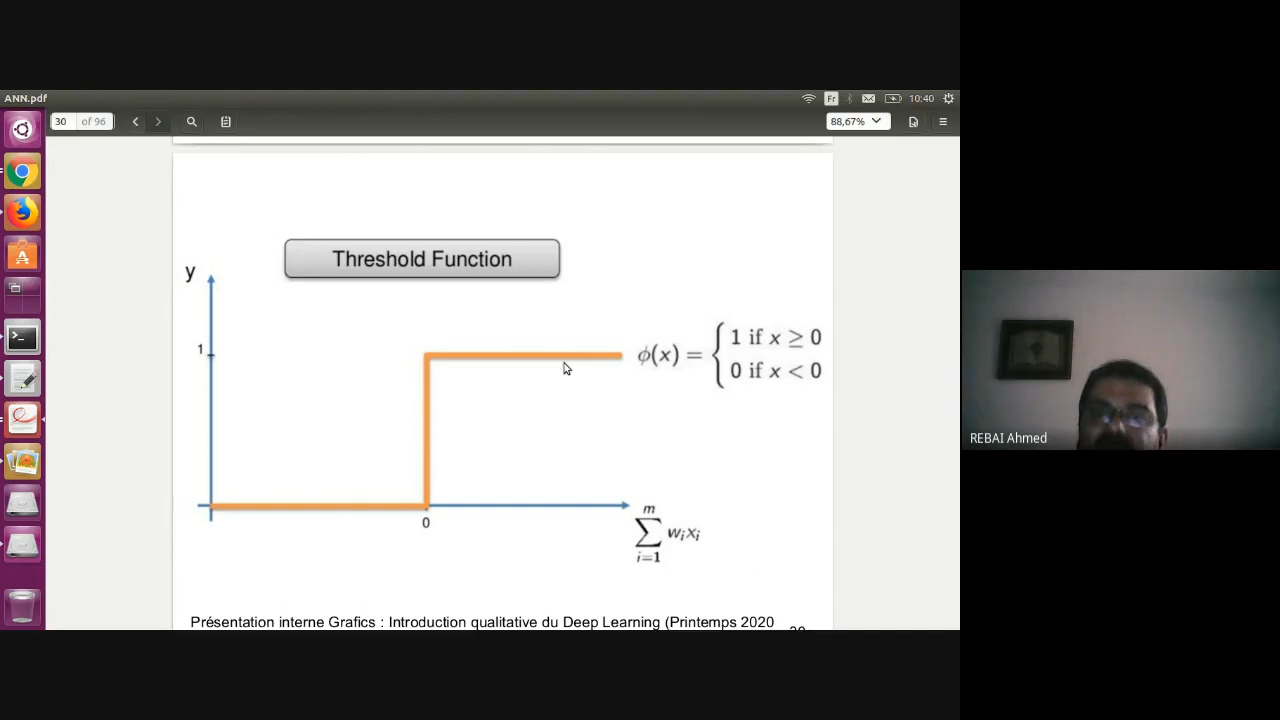 ANN.pdf
Fr
10:40
30 of 96
88,67%
Threshold Function
y
1
ϕ(x) = { 1 if x ≥ 0
0 if x < 0
0
m
∑ wᵢxᵢ
i=1
REBAI Ahmed
Présentation interne Grafics : Introduction qualitative du Deep Learning (Printemps 2020